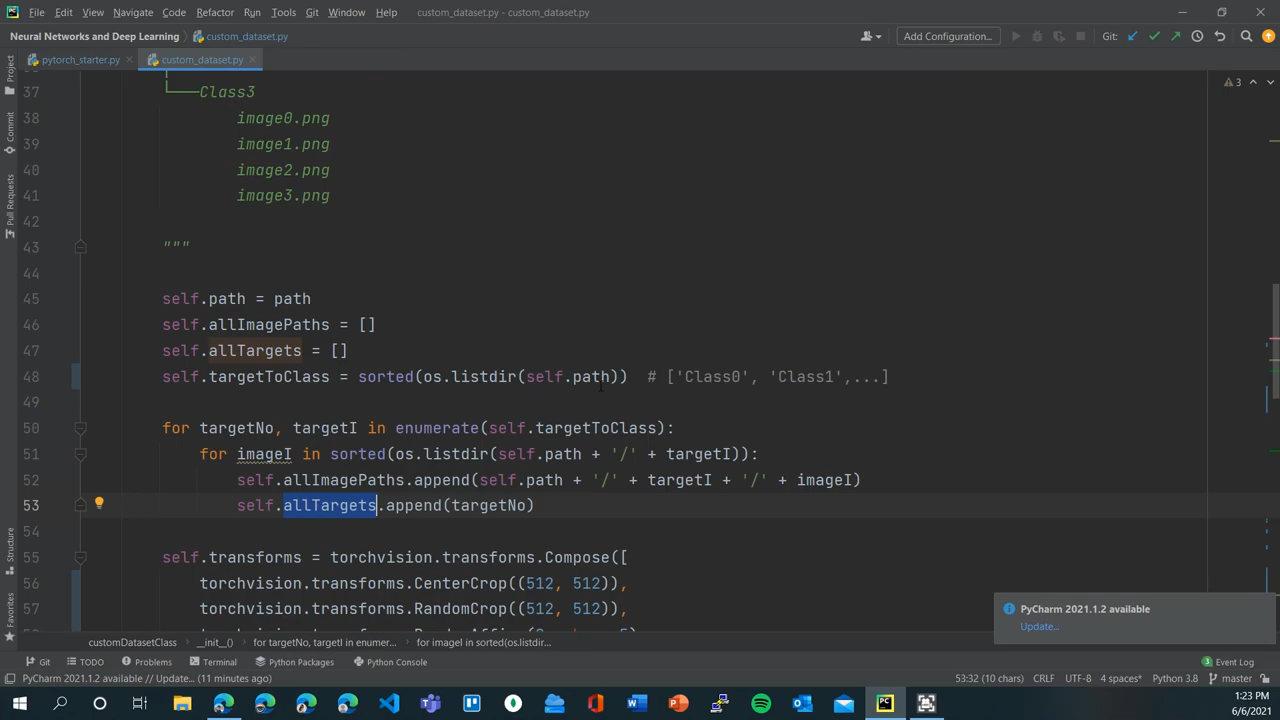 File Edit View Navigate Code Refactor Run Tools Git Window Help custom_dataset.py - custom_dataset.py
Neural Networks and Deep Learning custom_dataset.py Add Configuration... Git:
pytorch_starter.py custom_dataset.py
Project
Commit
Pull Requests
Structure
Favorites
3
37 └───Class3
38 image0.png
39 image1.png
40 image2.png
41 image3.png
42
43 """
44
45 self.path = path
46 self.allImagePaths = []
47 self.allTargets = []
48 self.targetToClass = sorted(os.listdir(self.path)) # ['Class0', 'Class1',...]
49
50 for targetNo, targetI in enumerate(self.targetToClass):
51 for imageI in sorted(os.listdir(self.path + '/' + targetI)):
52 self.allImagePaths.append(self.path + '/' + targetI + '/' + imageI)
53 self.allTargets.append(targetNo)
54
55 self.transforms = torchvision.transforms.Compose([
56 torchvision.transforms.CenterCrop((512, 512)),
57 torchvision.transforms.RandomCrop((512, 512)),
PyCharm 2021.1.2 available
Update...
customDatasetClass __init__() for targetNo, targetI in enumer... for imageI in sorted(os.listdir...
Git TODO Problems Terminal Python Packages Python Console 3 Event Log
PyCharm 2021.1.2 available // Update... (11 minutes ago) 53:32 (10 chars) CRLF UTF-8 4 spaces* master Python 3.8
1:23 PM
6/6/2021